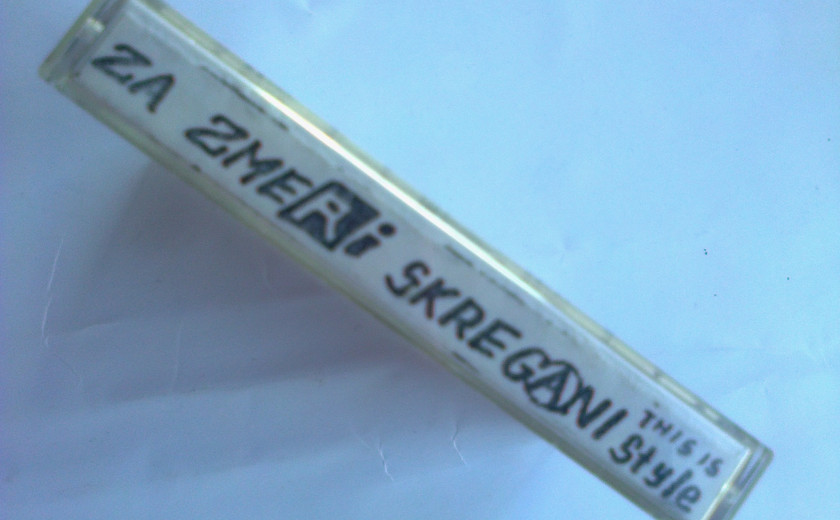 ZA ZMERi SKREGANI THIS IS
Style